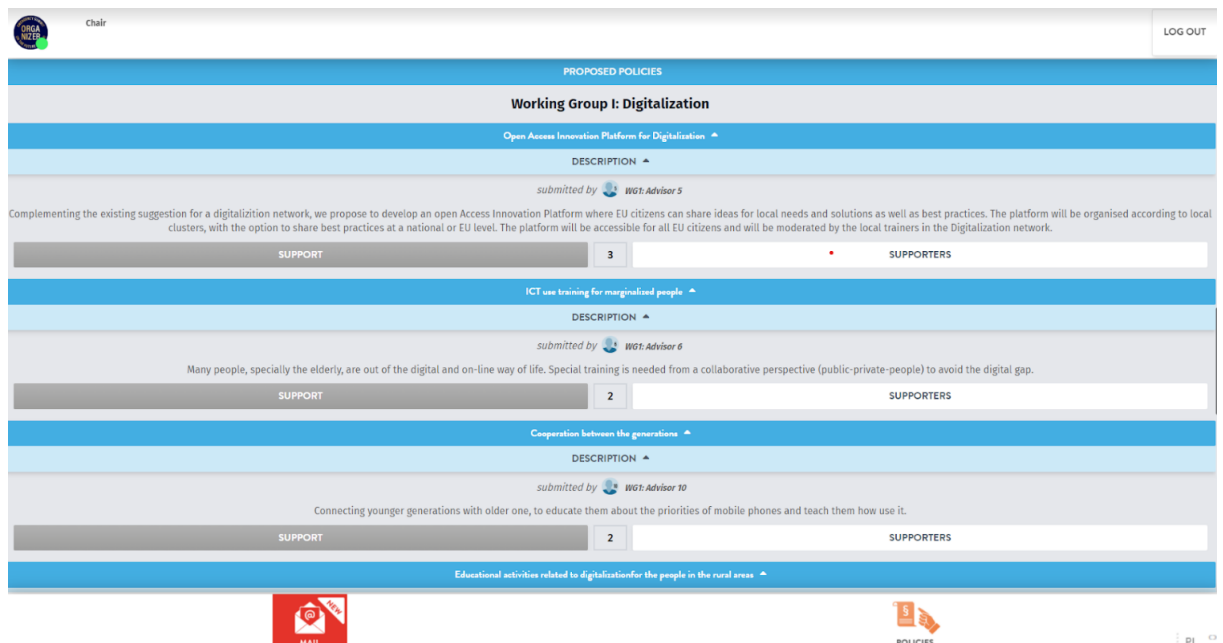 ORGA
NIZER
Chair
LOG OUT
PROPOSED POLICIES
Working Group I: Digitalization
Open Access Innovation Platform for Digitalization
DESCRIPTION
submitted by WG1: Advisor 5
Complementing the existing suggestion for a digitalizition network, we propose to develop an open Access Innovation Platform where EU citizens can share ideas for local needs and solutions as well as best practices. The platform will be organised according to local
clusters, with the option to share best practices at a national or EU level. The platform will be accessible for all EU citizens and will be moderated by the local trainers in the Digitalization network.
SUPPORT 3 SUPPORTERS
ICT use training for marginalized people
DESCRIPTION
submitted by WG1: Advisor 6
Many people, specially the elderly, are out of the digital and on-line way of life. Special training is needed from a collaborative perspective (public-private-people) to avoid the digital gap.
SUPPORT 2 SUPPORTERS
Cooperation between the generations
DESCRIPTION
submitted by WG1: Advisor 10
Connecting younger generations with older one, to educate them about the priorities of mobile phones and teach them how use it.
SUPPORT 2 SUPPORTERS
Educational activities related to digitalizationfor the people in the rural areas
NEW
MAIL
POLICIES